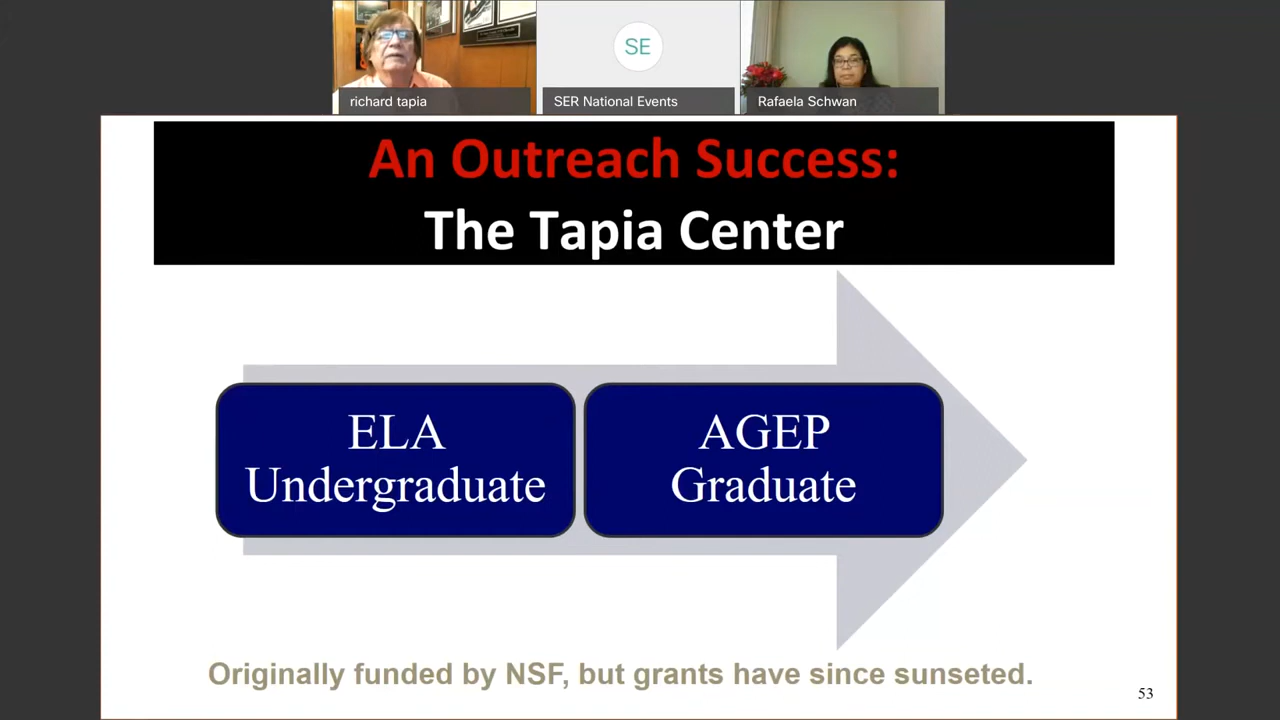 richard tapia
SE
SER National Events
Rafaela Schwan
An Outreach Success:
The Tapia Center
ELA
Undergraduate
AGEP
Graduate
Originally funded by NSF, but grants have since sunseted.
53